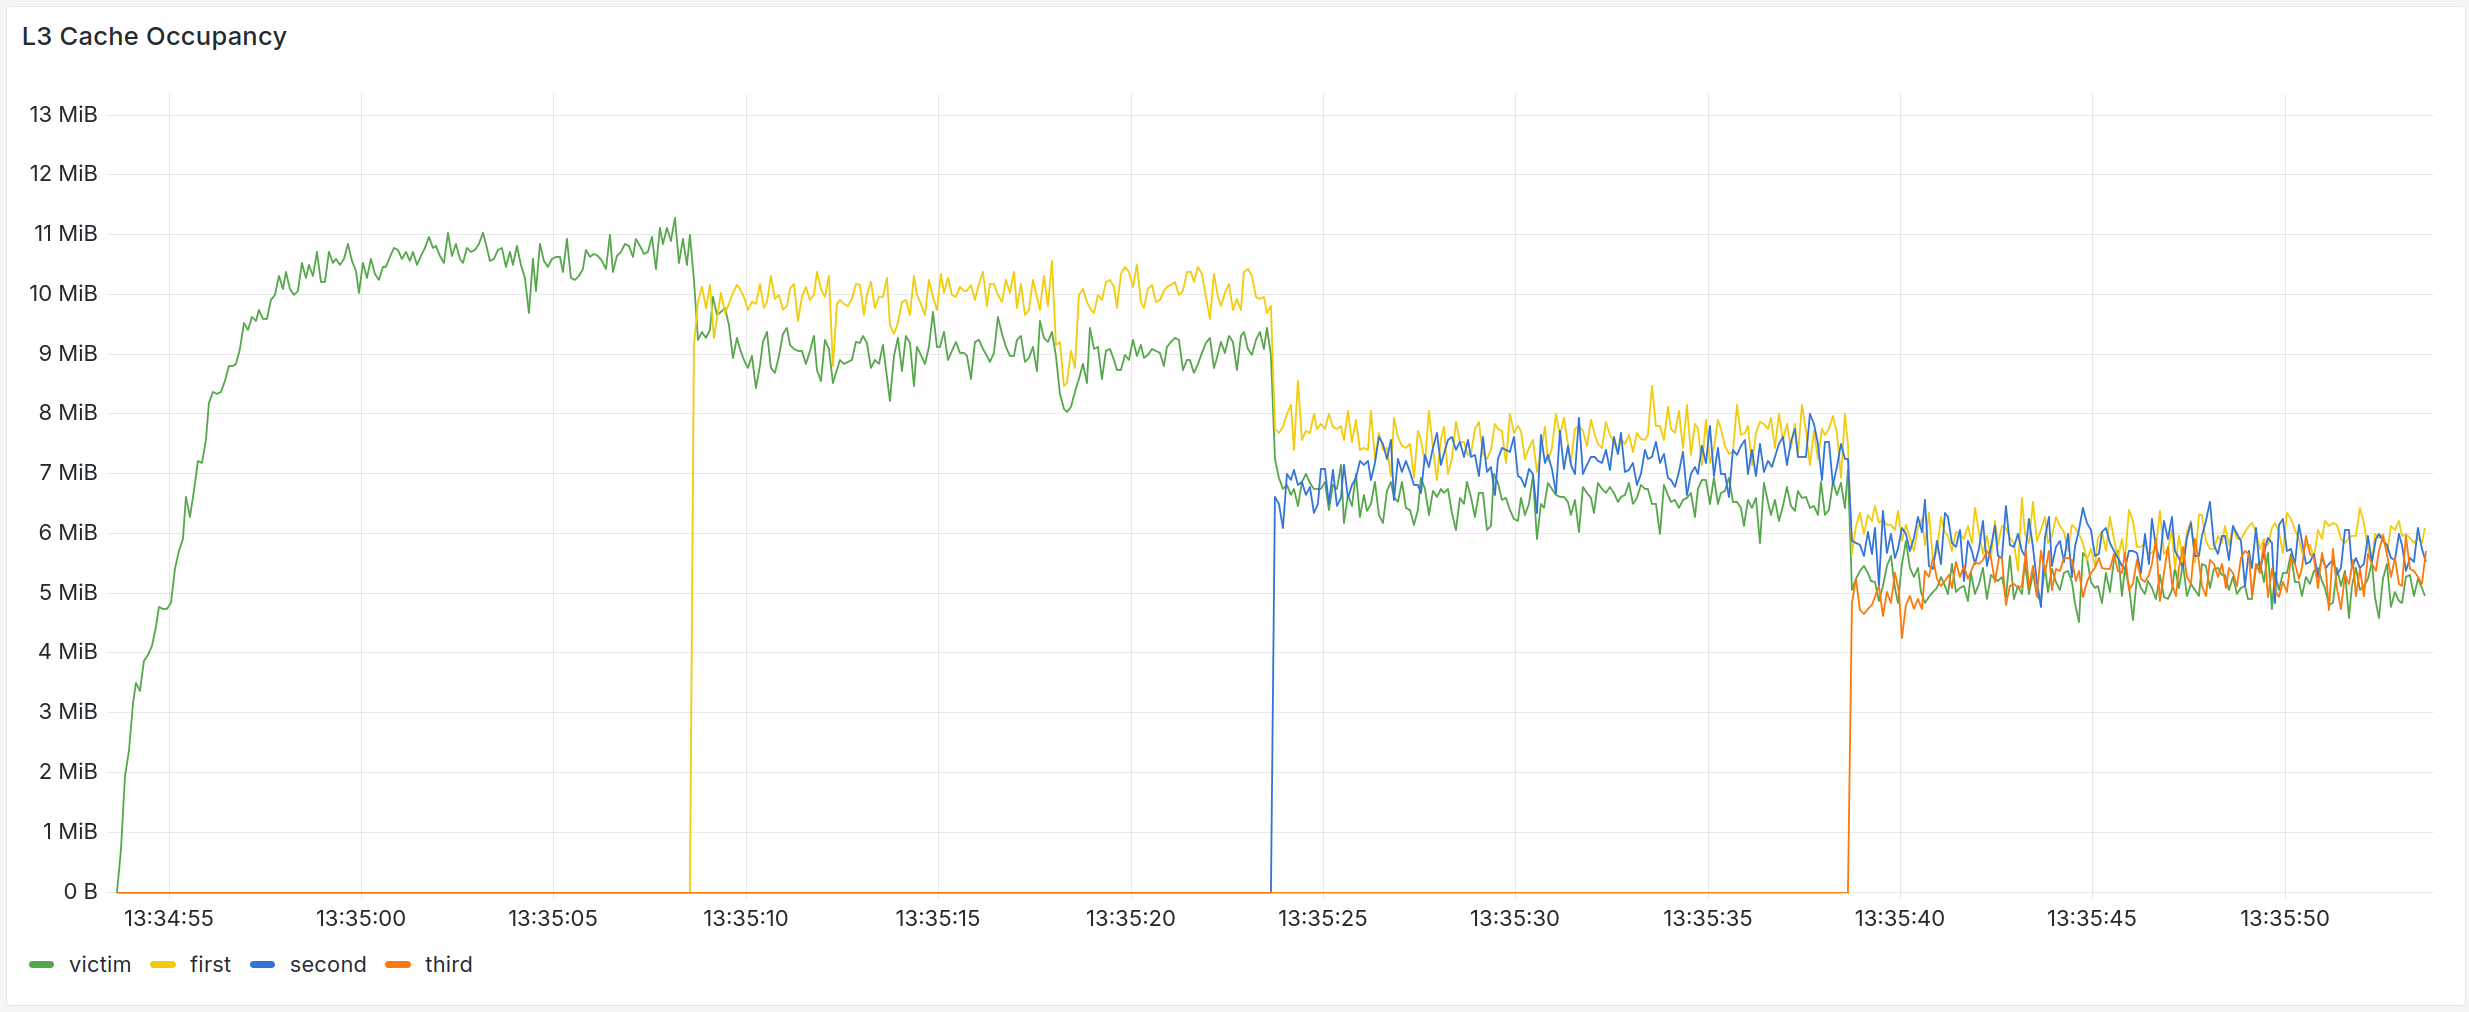 L3 Cache Occupancy
13 MiB
12 MiB
11 MiB
10 MiB
9 MiB
8 MiB
7 MiB
6 MiB
5 MiB
4 MiB
3 MiB
2 MiB
1 MiB
0 B
13:34:55 13:35:00 13:35:05 13:35:10 13:35:15 13:35:20 13:35:25 13:35:30 13:35:35 13:35:40 13:35:45 13:35:50
victim first second third